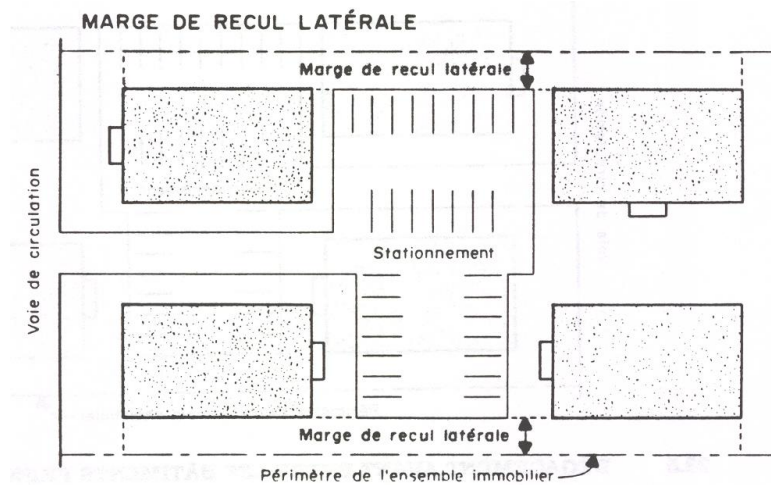 MARGE DE RECUL LATÉRALE
Marge de recul latérale
Voie de circulation
Stationnement
Marge de recul latérale
Périmètre de l'ensemble immobilier